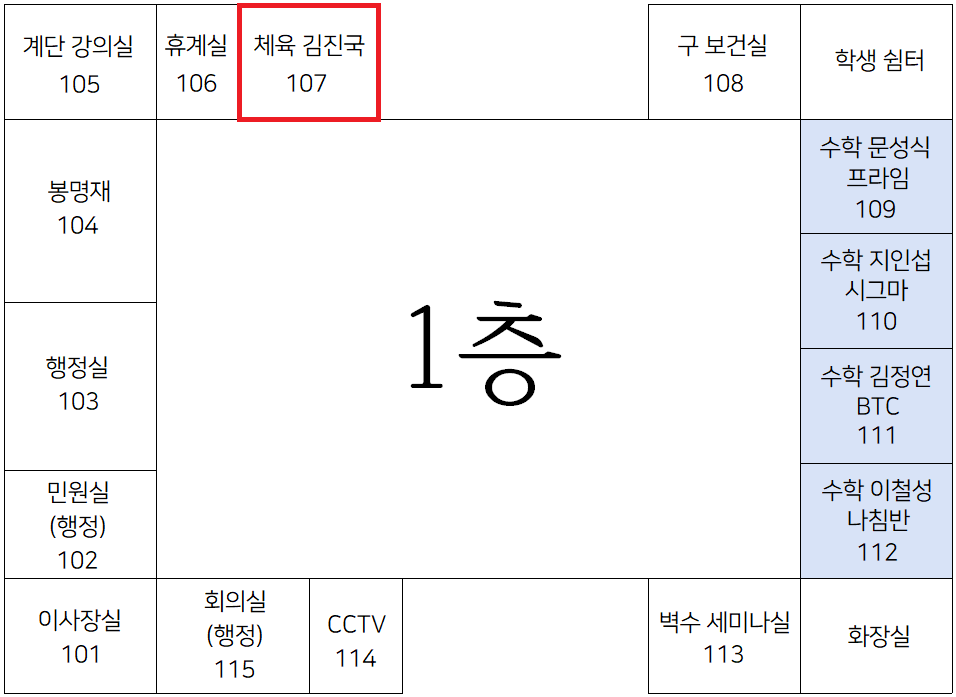 계단 강의실
105
휴계실
106
체육 김진국
107
구 보건실
108
학생 쉼터
봉명재
104
수학 문성식
프라임
109
수학 지인섭
시그마
110
행정실
103
1층
수학 김정연
BTC
111
민원실
(행정)
102
수학 이철성
나침반
112
이사장실
101
회의실
(행정)
115
CCTV
114
벽수 세미나실
113
화장실